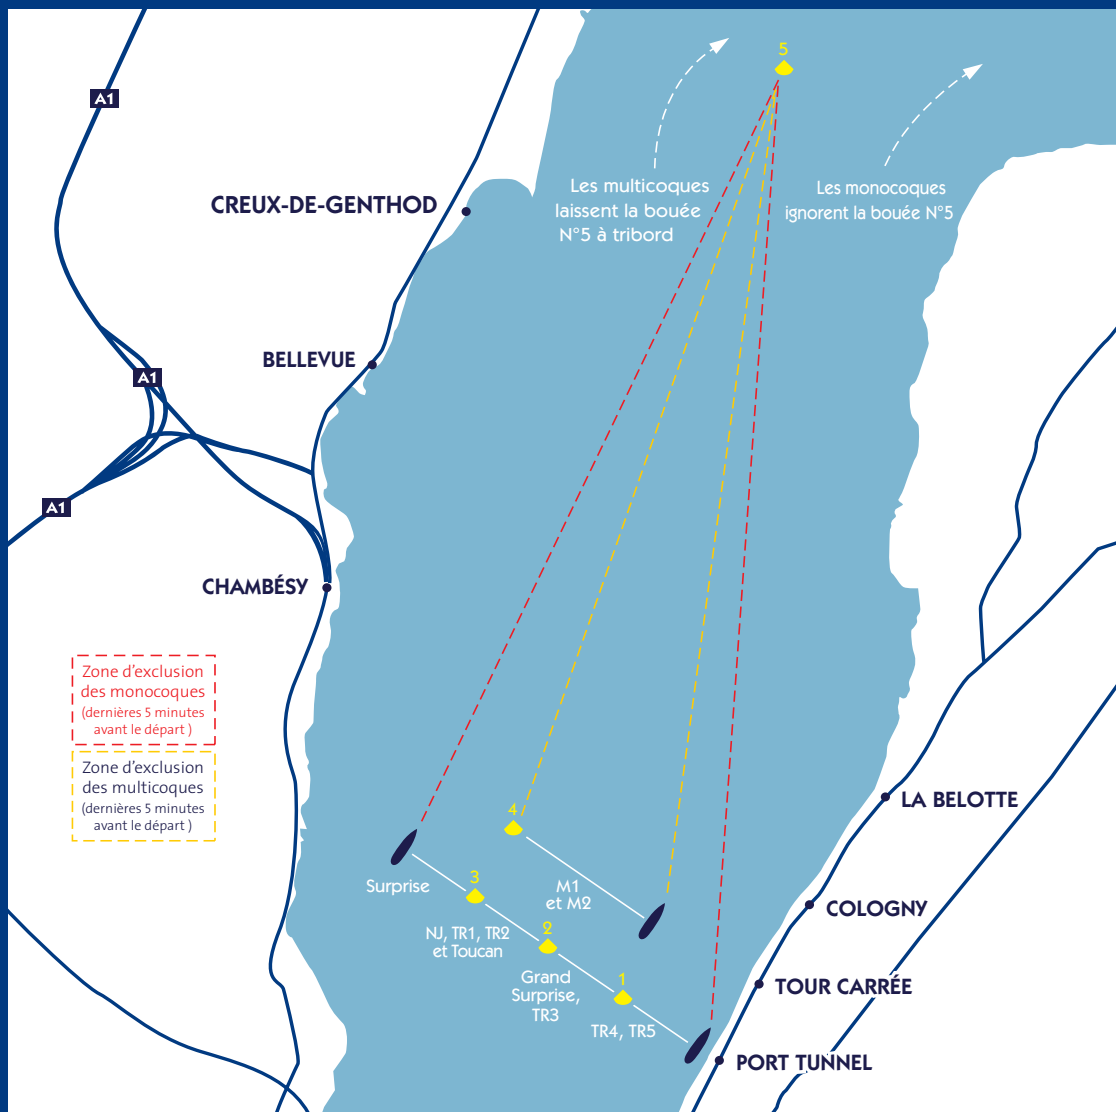 5
A1
Les multicoques
laissent la bouée
N°5 à tribord
Les monocoques
ignorent la bouée N°5
CREUX-DE-GENTHOD
BELLEVUE
A1
A1
CHAMBÉSY
Zone d'exclusion
des monocoques
(dernières 5 minutes
avant le départ )
Zone d'exclusion
des multicoques
(dernières 5 minutes
avant le départ )
LA BELOTTE
4
3
Surprise
M1
et M2
COLOGNY
2
NJ, TR1, TR2
et Toucan
1
Grand
Surprise,
TR3
TOUR CARRÉE
TR4, TR5
PORT TUNNEL